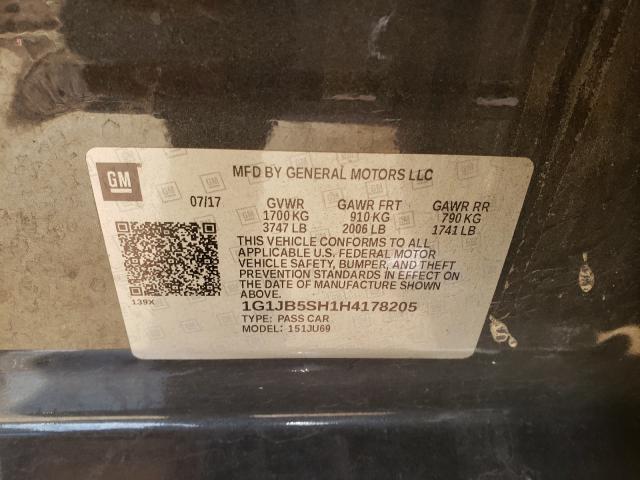 GM
MFD BY GENERAL MOTORS LLC
07/17 GVWR GAWR FRT GAWR RR
1700 KG 910 KG 790 KG
3747 LB 2006 LB 1741 LB
THIS VEHICLE CONFORMS TO ALL
APPLICABLE U.S. FEDERAL MOTOR
VEHICLE SAFETY, BUMPER, AND THEFT
PREVENTION STANDARDS IN EFFECT ON
THE DATE OF MANUFACTURE SHOWN
ABOVE.
139X
1G1JB5SH1H4178205
TYPE: PASS CAR
MODEL: 151JU69